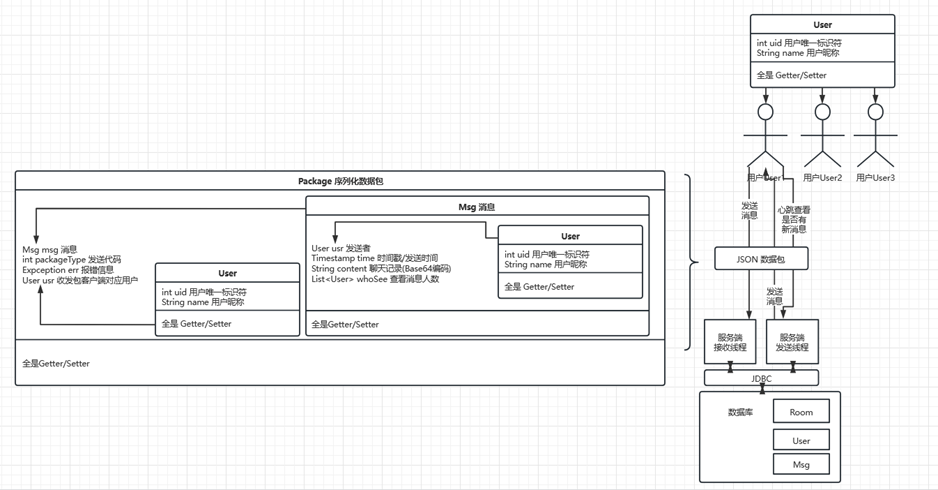 User
int uid 用户唯一标识符
String name 用户昵称
全是 Getter/Setter
用户User1
用户User2
用户User3
Package 序列化数据包
Msg msg 消息
int packageType 发送代码
Expception err 报错信息
User usr 收发包客户端对应用户
User
int uid 用户唯一标识符
String name 用户昵称
全是 Getter/Setter
Msg 消息
User usr 发送者
Timestamp time 时间戳/发送时间
String content 聊天记录(Base64编码)
List<User> whoSee 查看消息人数
User
int uid 用户唯一标识符
String name 用户昵称
全是 Getter/Setter
全是Getter/Setter
全是Getter/Setter
发送
消息
心跳查看
是否有
新消息
JSON 数据包
发送
消息
服务端
接收线程
服务端
发送线程
JDBC
数据库
Room
User
Msg